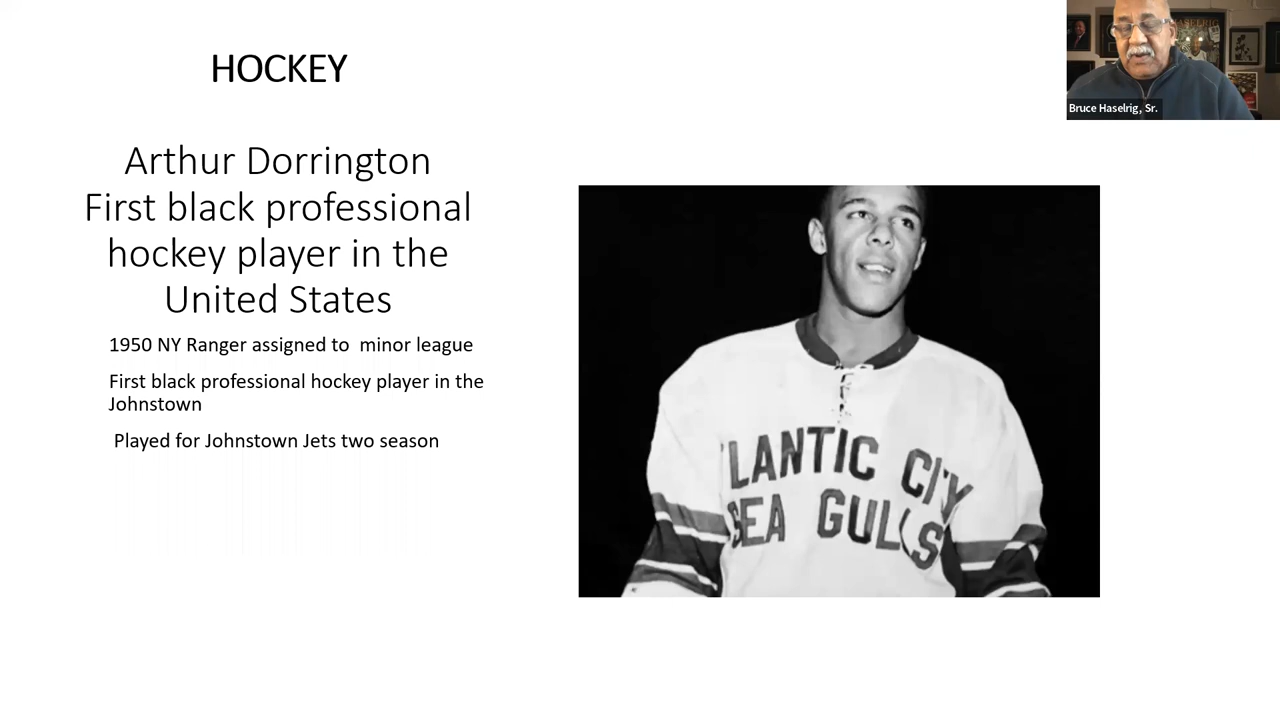 HOCKEY
Arthur Dorrington
First black professional
hockey player in the
United States
1950 NY Ranger assigned to  minor league
First black professional hockey player in the
Johnstown
Played for Johnstown Jets two season
LANTIC CITY
SEA GULLS
HASELRIG
Bruce Haselrig, Sr.